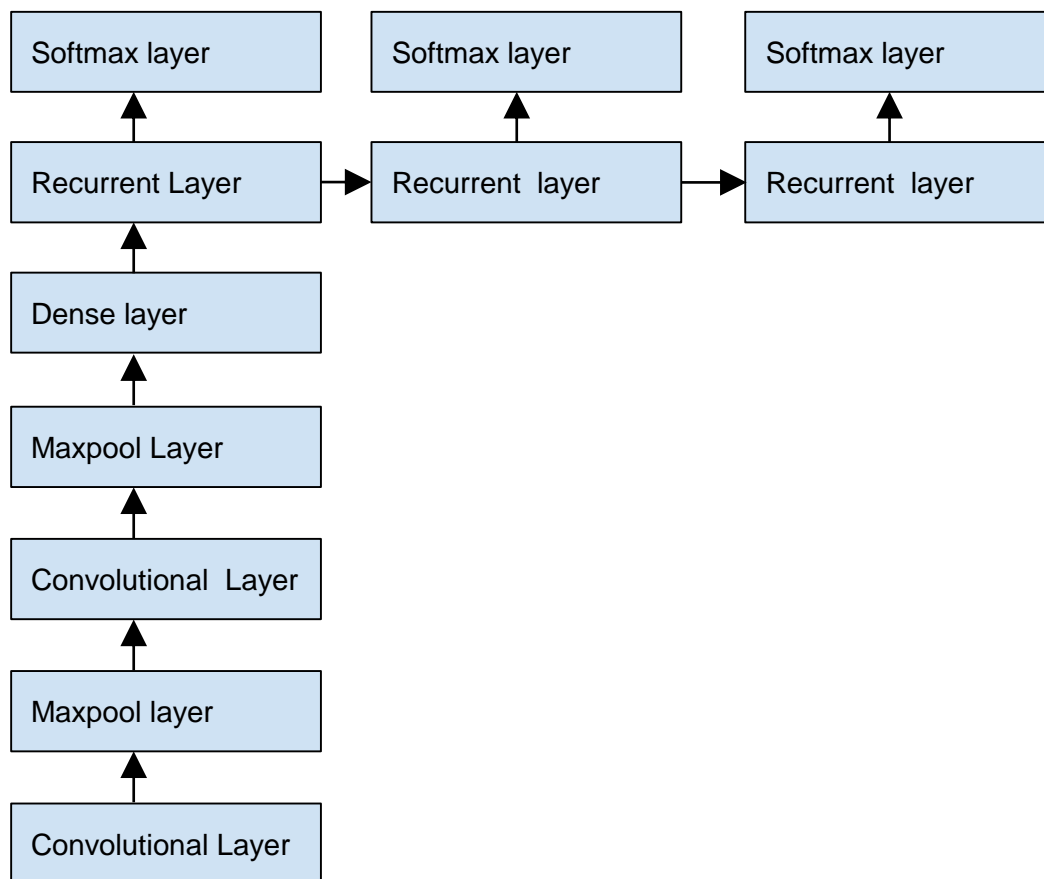 Softmax layer
Softmax layer
Softmax layer
Recurrent Layer
Recurrent  layer
Recurrent  layer
Dense layer
Maxpool Layer
Convolutional  Layer
Maxpool layer
Convolutional Layer